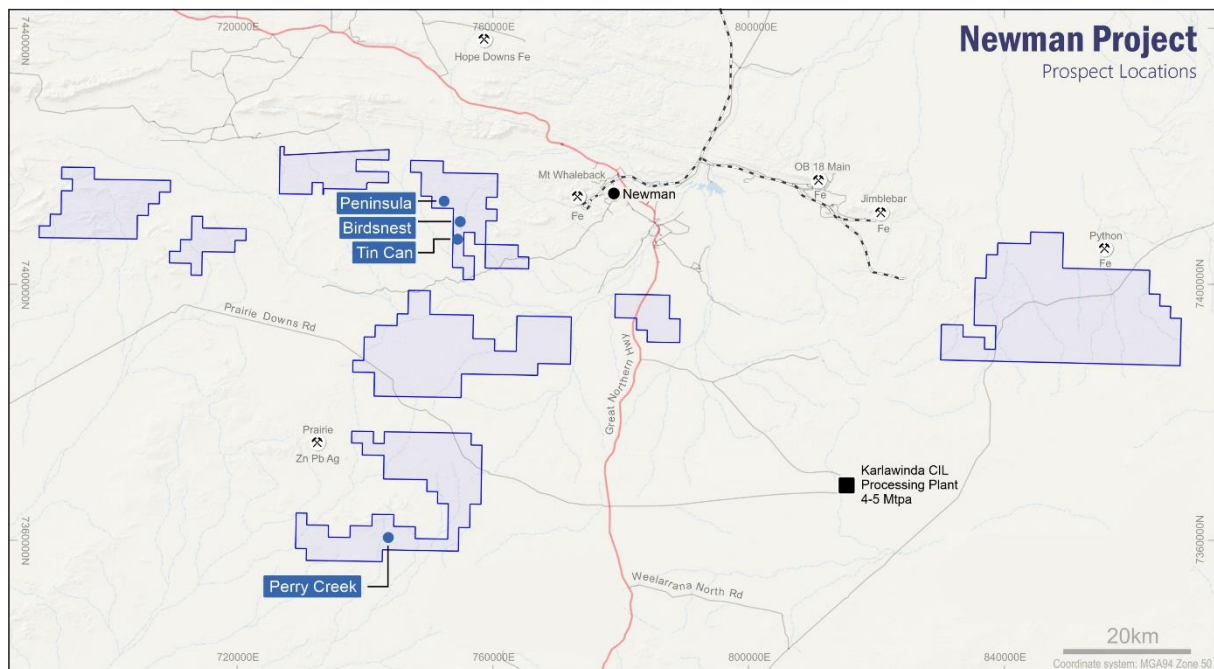 720000E
760000E
800000E
7440000N
7440000N
Newman Project
Prospect Locations
Hope Downs Fe
Mt Whaleback
Fe
Newman
OB 18 Main
Fe
Jimblebar
Fe
Python
Fe
Peninsula
Birdsnest
Tin Can
7400000N
7400000N
Prairie Downs Rd
Great Northern Hwy
Prairie
Zn Pb Ag
Karlawinda CIL
Processing Plant
4-5 Mtpa
7360000N
7360000N
Perry Creek
Weelarrana North Rd
20km
720000E
760000E
800000E
840000E
Coordinate system: MGA94 Zone 50